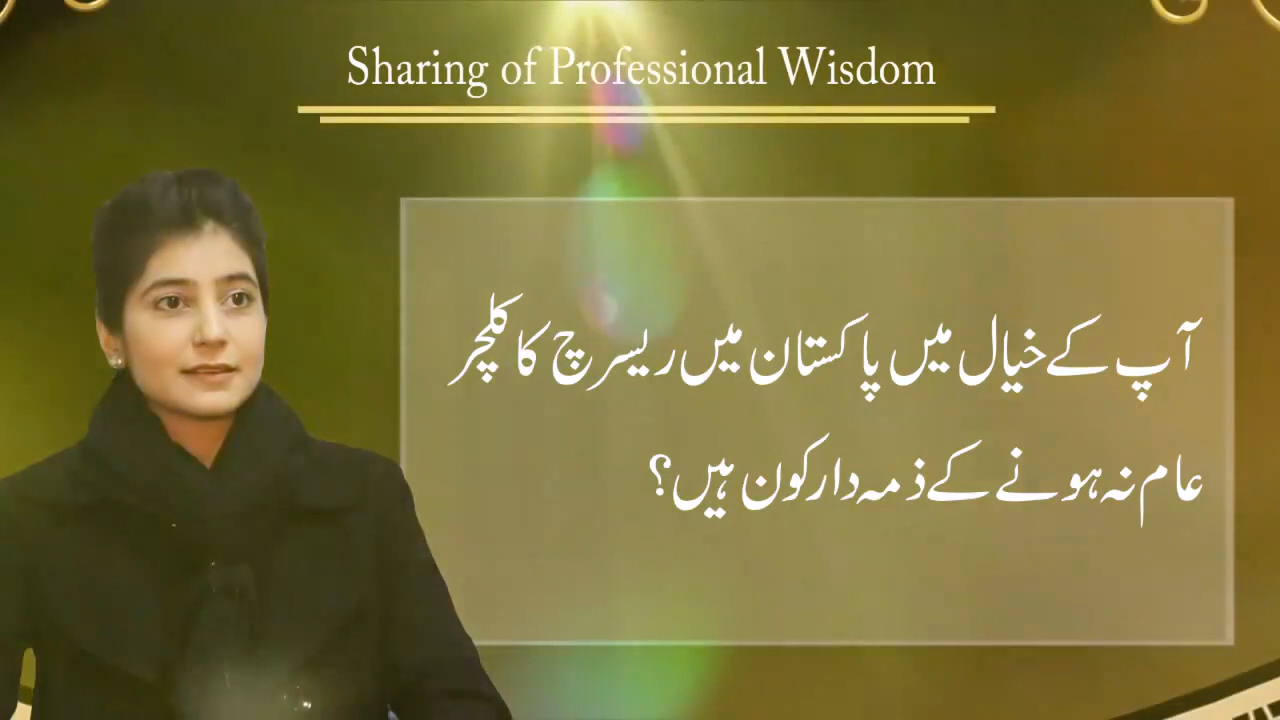 Sharing of Professional Wisdom
آپ کے خیال میں پاکستان میں ریسرچ کا کلچر
عام نہ ہونے کے ذمہ دار کون ہیں؟